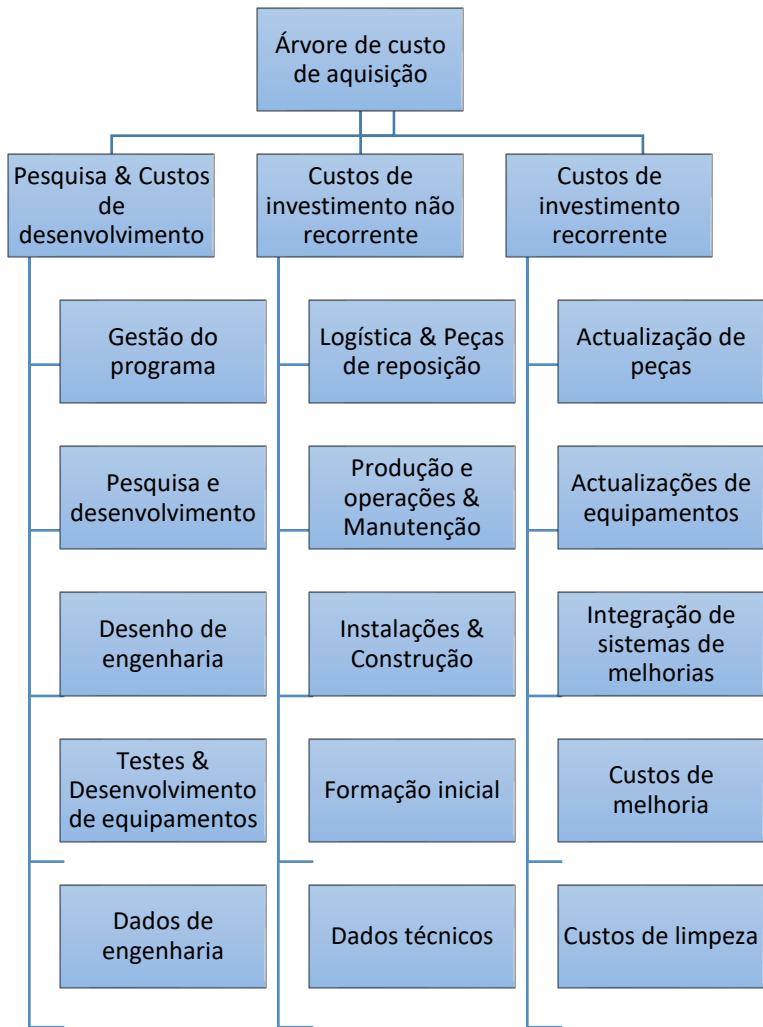 Árvore de custo
de aquisição
Pesquisa & Custos
de
desenvolvimento
Custos de
investimento não
recorrente
Custos de
investimento
recorrente
Gestão do
programa
Logística & Peças
de reposição
Actualização de
peças
Pesquisa e
desenvolvimento
Produção e
operações &
Manutenção
Actualizações de
equipamentos
Desenho de
engenharia
Instalações &
Construção
Integração de
sistemas de
melhorias
Testes &
Desenvolvimento
de equipamentos
Formação inicial
Custos de
melhoria
Dados de
engenharia
Dados técnicos
Custos de limpeza